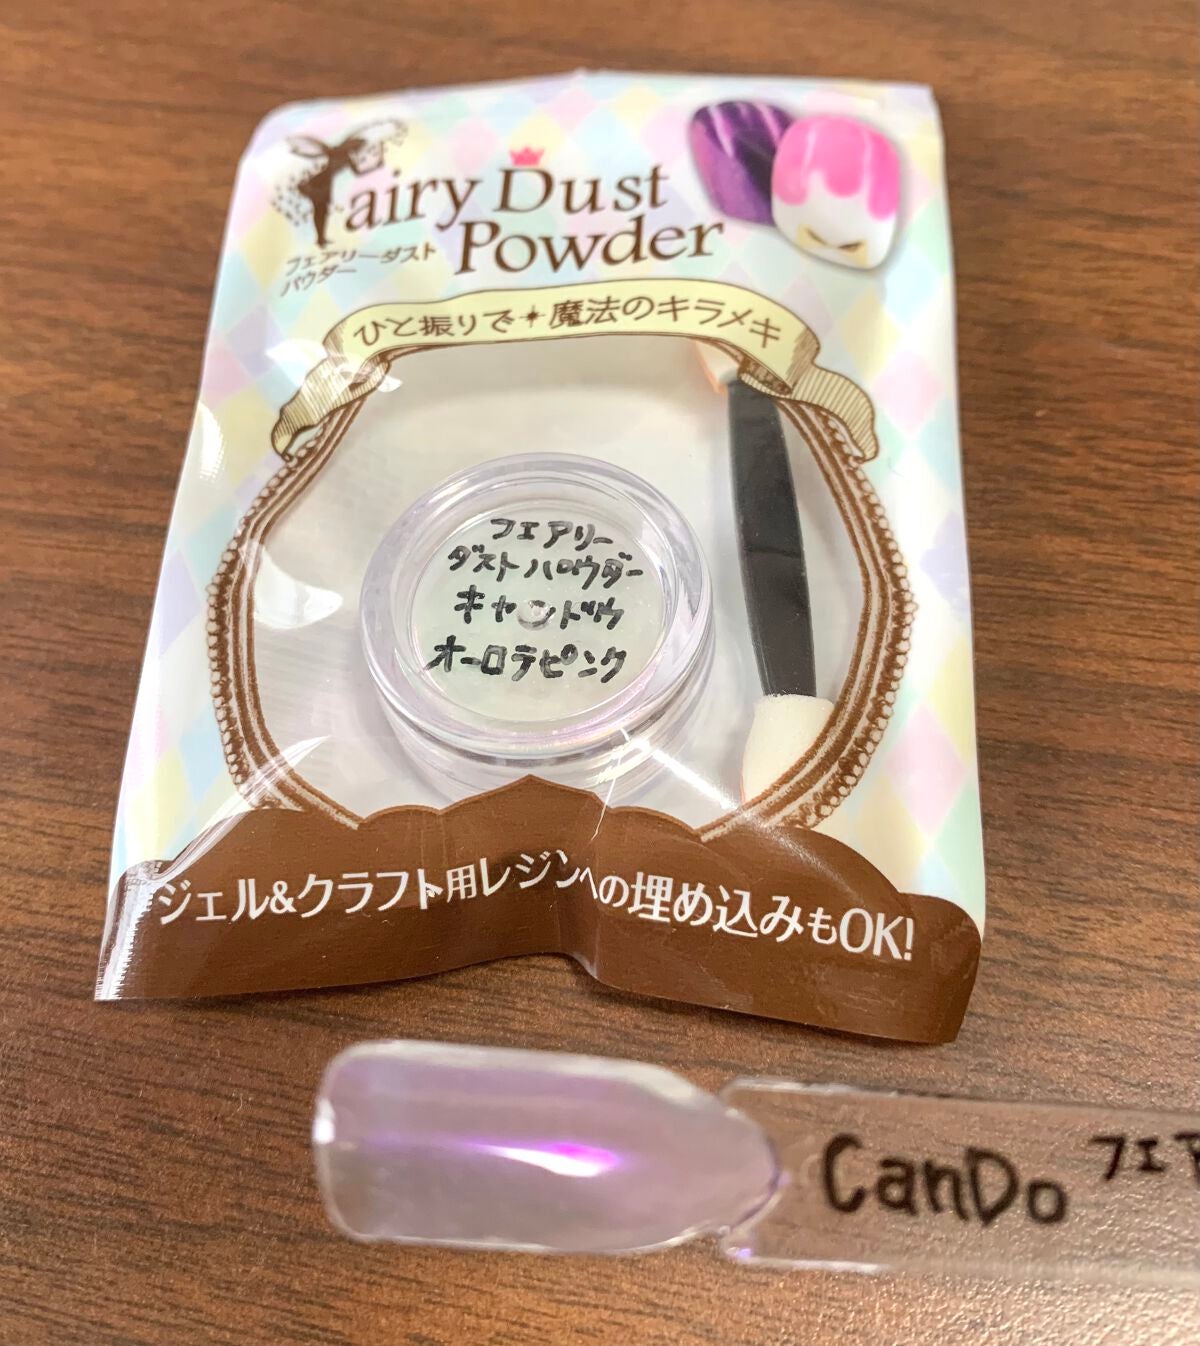 Fairy Dust
Powder
フェアリーダスト
パウダー
ひと振りで✦魔法のキラメキ
フェアリー
ダストパウダー
キャンドゥ
オーロラピンク
ジェル&クラフト用レジンへの埋め込みもOK!
CanDo フェア